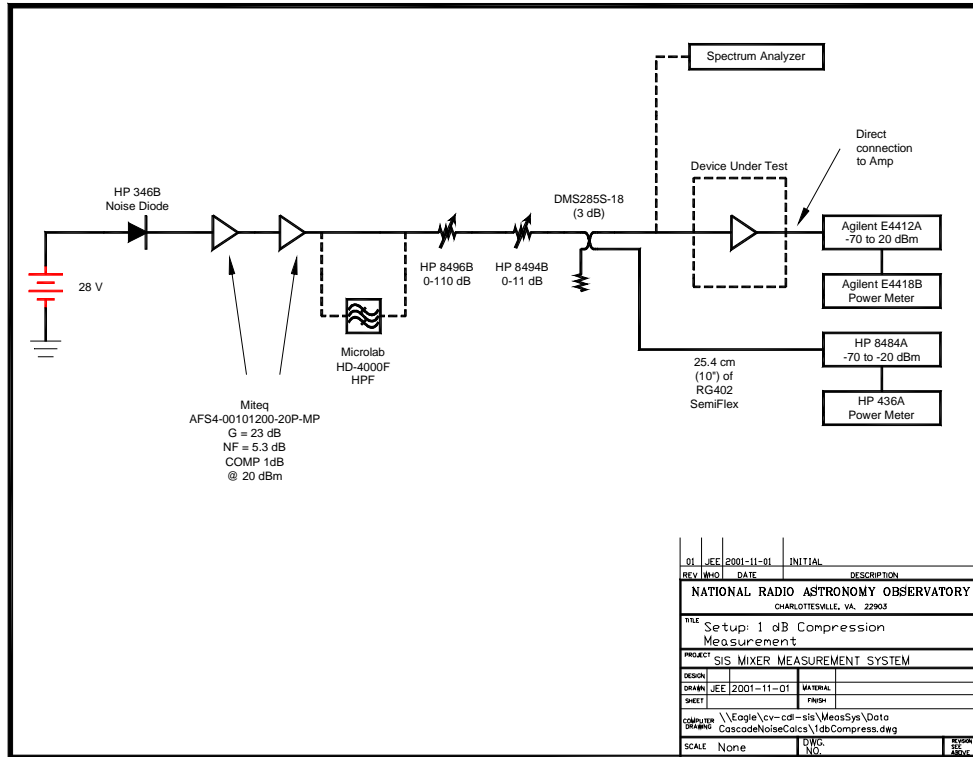 Spectrum Analyzer
Direct
connection
to Amp
Device Under Test
HP 346B
Noise Diode
DMS285S-18
(3 dB)
Agilent E4412A
-70 to 20 dBm
HP 8496B
0-110 dB
HP 8494B
0-11 dB
28 V
Agilent E4418B
Power Meter
Microlab
HD-4000F
HPF
HP 8484A
-70 to -20 dBm
25.4 cm
(10") of
RG402
SemiFlex
HP 436A
Power Meter
Miteq
AFS4-00101200-20P-MP
G = 23 dB
NF = 5.3 dB
COMP 1dB
@ 20 dBm
01 JEE 2001-11-01 INITIAL
REV WHO DATE DESCRIPTION
NATIONAL RADIO ASTRONOMY OBSERVATORY
CHARLOTTESVILLE, VA. 22903
TITLE Setup: 1 dB Compression
Measurement
PROJECT SIS MIXER MEASUREMENT SYSTEM
DESIGN
DRAWN JEE 2001-11-01 MATERIAL
SHEET FINISH
COMPUTER DRAWING \\Eagle\cv-cdl-sis\MeasSys\Data
CascadeNoiseCalcs\1dbCompress.dwg
SCALE None DWG. NO. REVISION SEE ABOVE